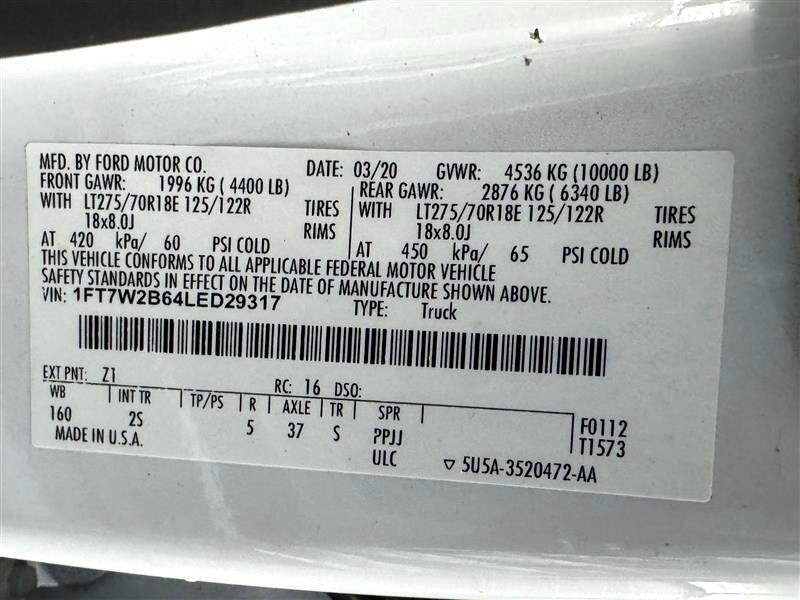 MFD. BY FORD MOTOR CO. DATE: 03/20 GVWR: 4536 KG (10000 LB)
FRONT GAWR: 1996 KG ( 4400 LB) REAR GAWR: 2876 KG ( 6340 LB)
WITH LT275/70R18E 125/122R TIRES WITH LT275/70R18E 125/122R TIRES
18x8.0J RIMS 18x8.0J RIMS
AT 420 kPa/ 60 PSI COLD AT 450 kPa/ 65 PSI COLD
THIS VEHICLE CONFORMS TO ALL APPLICABLE FEDERAL MOTOR VEHICLE
SAFETY STANDARDS IN EFFECT ON THE DATE OF MANUFACTURE SHOWN ABOVE.
VIN: 1FT7W2B64LED29317 TYPE: Truck
EXT PNT: Z1 RC: 16 DSO:
WB INT TR TP/PS R AXLE TR SPR
160 2S 5 37 S PPJJ F0112
MADE IN U.S.A. ULC T1573
▽ 5U5A-3520472-AA